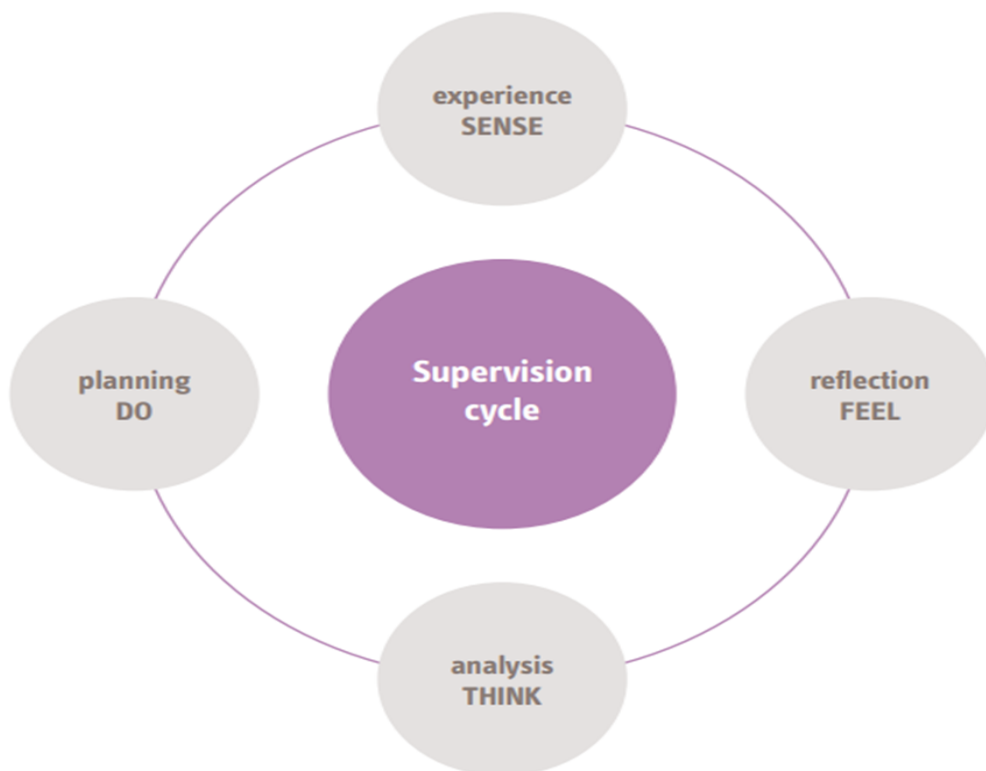 experience
SENSE
planning
DO
Supervision
cycle
reflection
FEEL
analysis
THINK